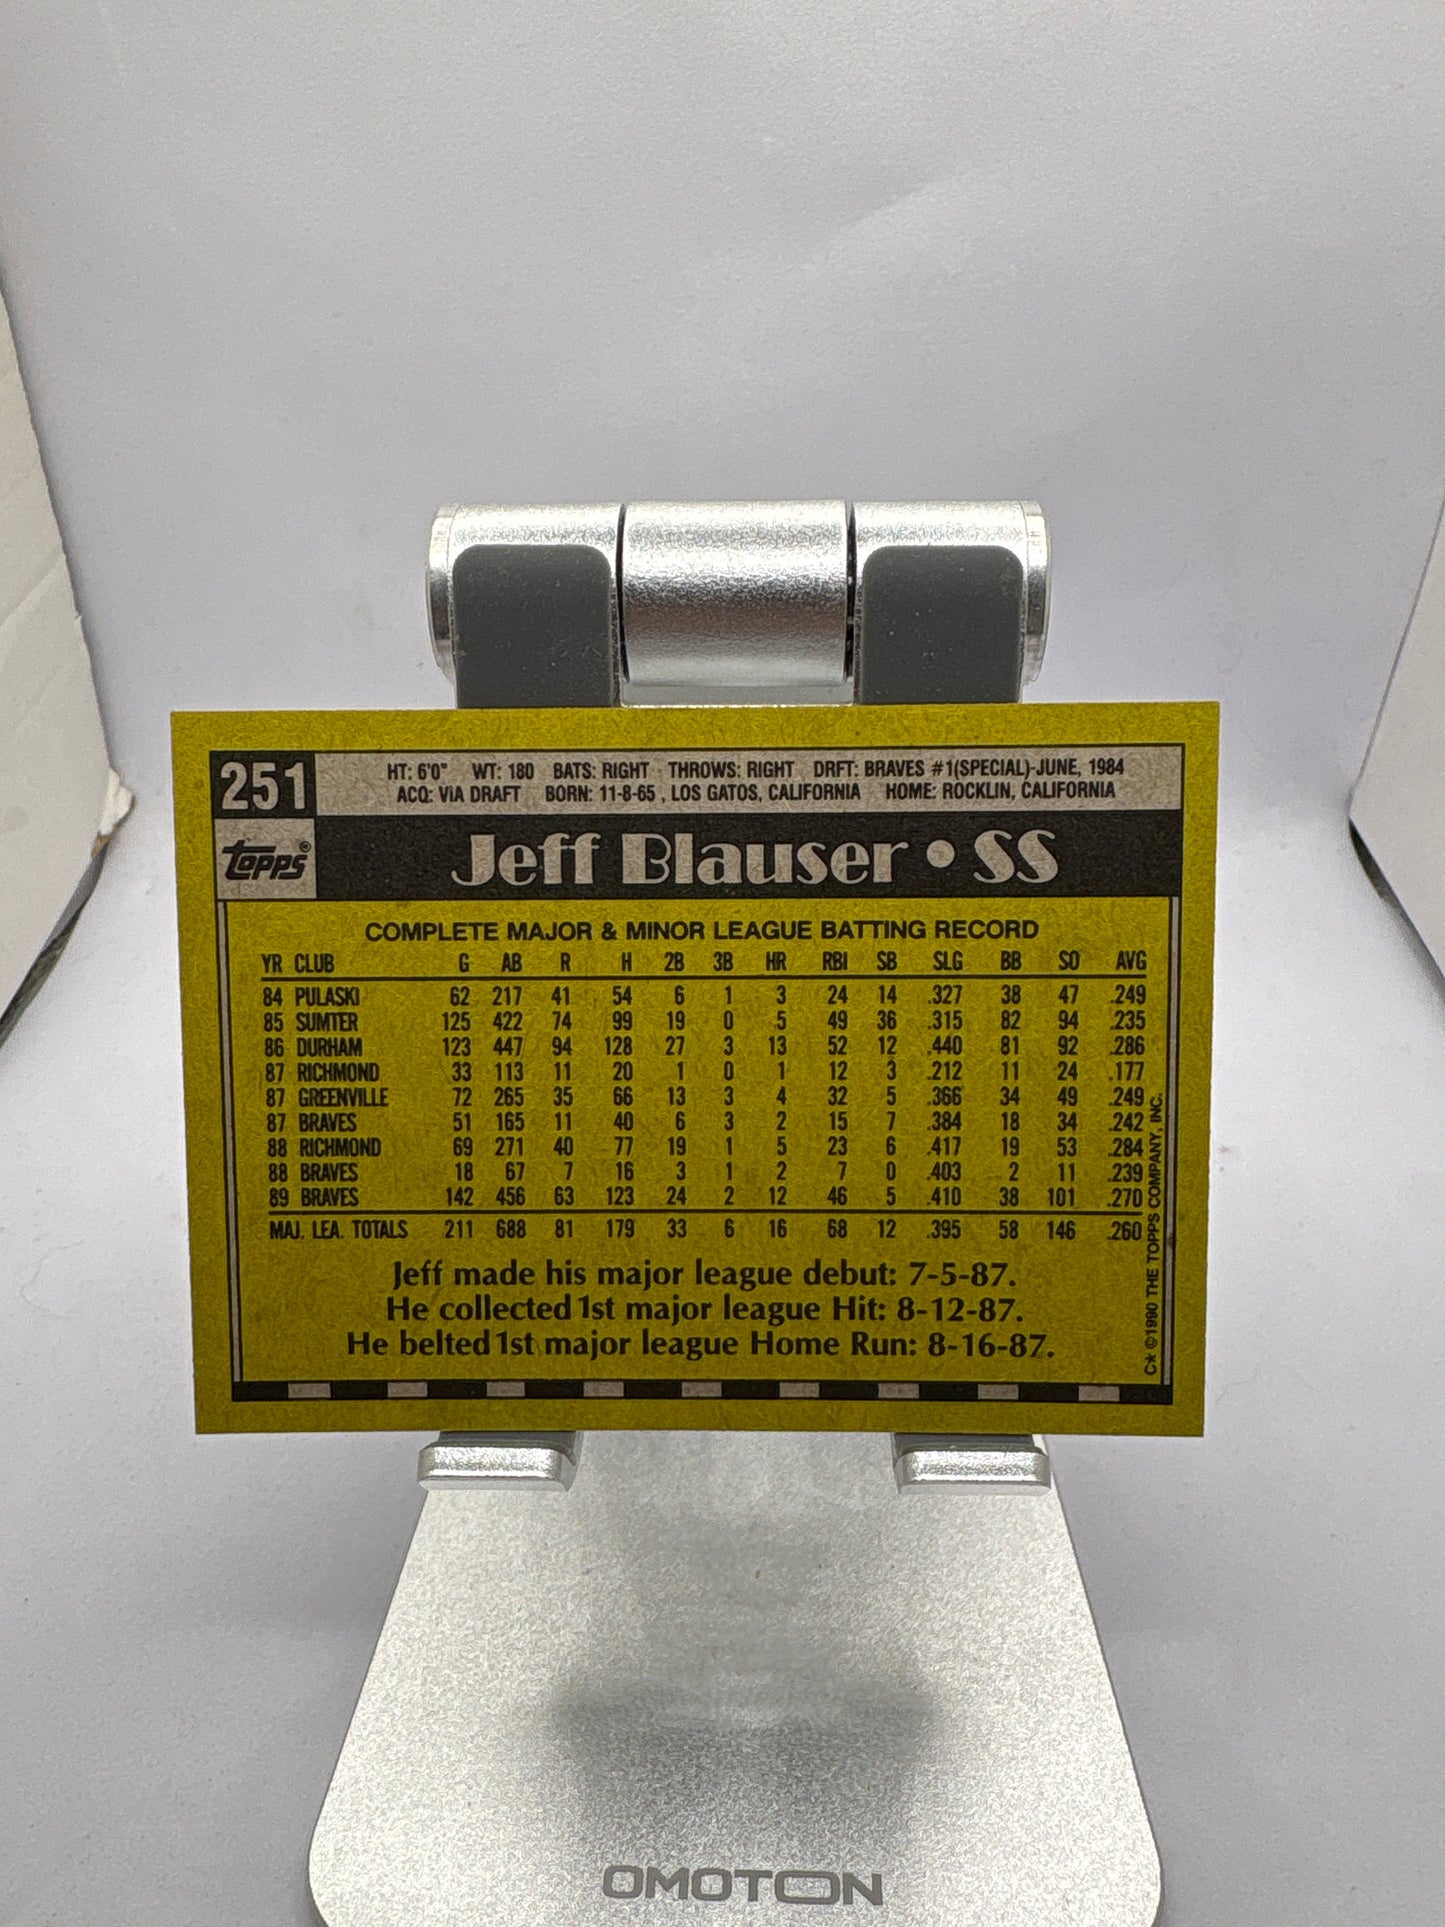 251
HT: 6'0" WT: 180 BATS: RIGHT THROWS: RIGHT DRFT: BRAVES #1(SPECIAL)-JUNE, 1984
ACQ: VIA DRAFT BORN: 11-8-65 , LOS GATOS, CALIFORNIA HOME: ROCKLIN, CALIFORNIA
topps®
Jeff Blauser • SS
COMPLETE MAJOR & MINOR LEAGUE BATTING RECORD
YR CLUB G AB R H 2B 3B HR RBI SB SLG BB SO AVG
84 PULASKI 62 217 41 54 6 1 3 24 14 .327 38 47 .249
85 SUMTER 125 422 74 99 19 0 5 49 36 .315 82 94 .235
86 DURHAM 123 447 94 128 27 3 13 52 12 .440 81 92 .286
87 RICHMOND 33 113 11 20 1 0 1 12 3 .212 11 24 .177
87 GREENVILLE 72 265 35 66 13 3 4 32 5 .366 34 49 .249
87 BRAVES 51 165 11 40 6 3 2 15 7 .384 18 34 .242
88 RICHMOND 69 271 40 77 19 1 5 23 6 .417 19 53 .284
88 BRAVES 18 67 7 16 3 1 2 7 0 .403 2 11 .239
89 BRAVES 142 456 63 123 24 2 12 46 5 .410 38 101 .270
MAJ. LEA. TOTALS 211 688 81 179 33 6 16 68 12 .395 58 146 .260
Jeff made his major league debut: 7-5-87.
He collected 1st major league Hit: 8-12-87.
He belted 1st major league Home Run: 8-16-87.
C* ©1990 THE TOPPS COMPANY, INC.
OMOTON